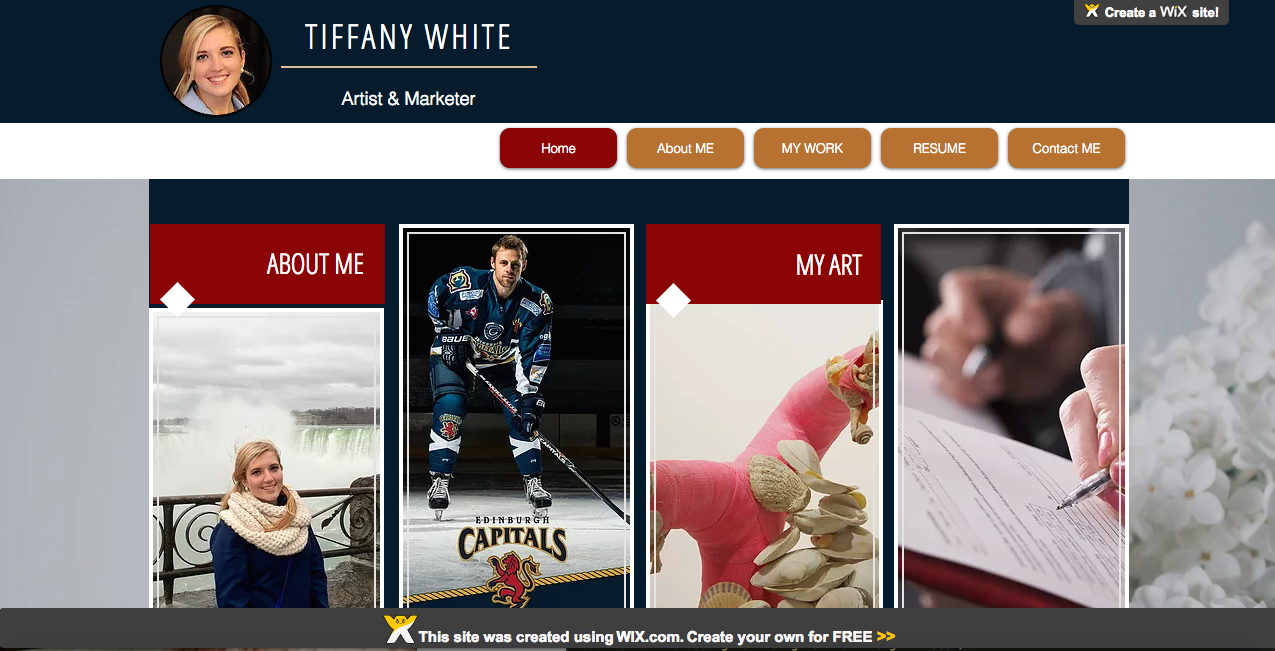 TIFFANY WHITE
Create a WiX site!
Artist & Marketer
Home
About ME
MY WORK
RESUME
Contact ME
ABOUT ME
MY ART
BAUER
EDINBURGH
CAPITALS
This site was created using WIX.com. Create your own for FREE >>